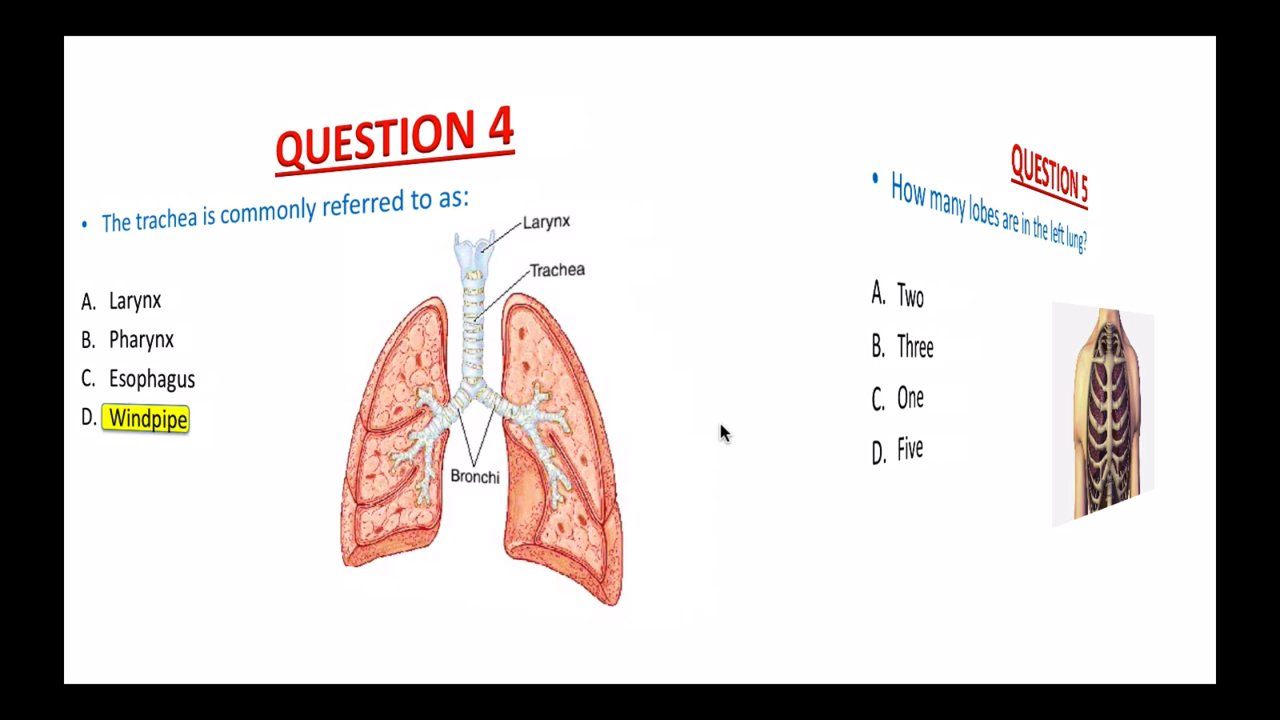 QUESTION 4
• The trachea is commonly referred to as:
A. Larynx
B. Pharynx
C. Esophagus
D. Windpipe
Larynx
Trachea
Bronchi
QUESTION 5
• How many lobes are in the left lung?
A. Two
B. Three
C. One
D. Five